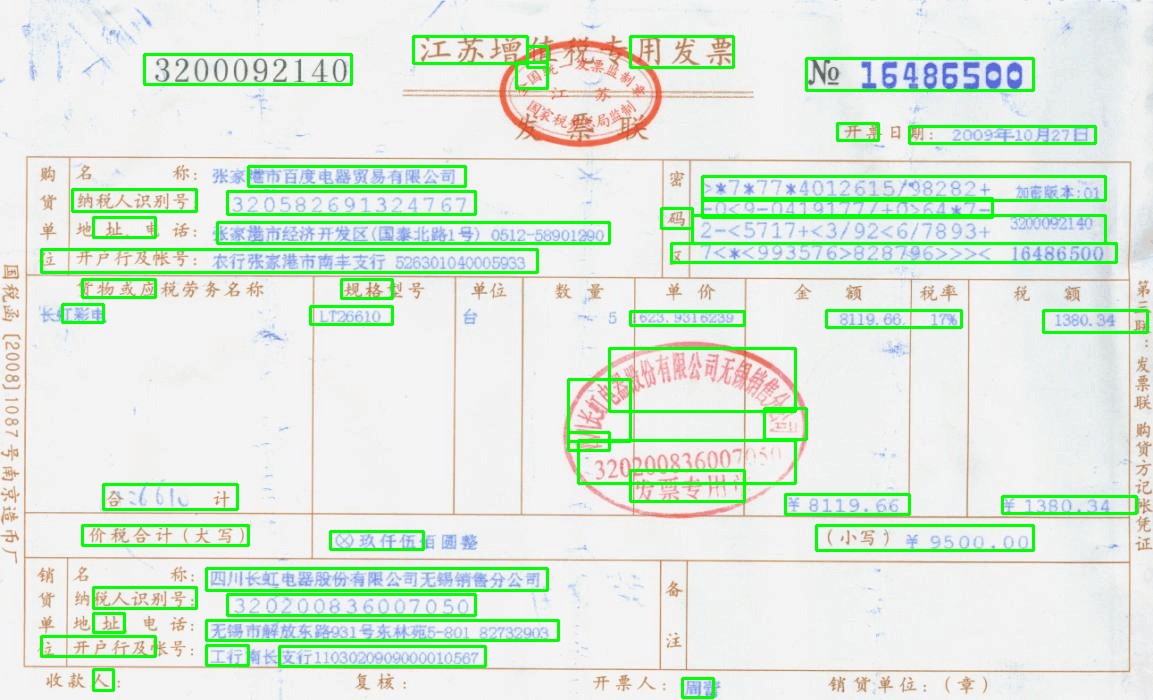 江苏增值税专用发票
3200092140
№ 16486500
全国统一发票监制章
江苏
国家税务总局监制
发票联
开票日期: 2009年10月27日
购货单位
名 称: 张家港市百度电器贸易有限公司
纳税人识别号 320582691324767
地 址、电 话: 张家港市经济开发区(国泰北路1号) 0512-58901290
开户行及帐号: 农行张家港市南丰支行 526301040005933
密码区
>*7*77*4012615/98282+ 加密版本:01
-0<9-0419177/+0>64*7-
2-<5717+<3/92<6/7893+ 3200092140
7<*<993576>828796>>>< 16486500
货物或应税劳务名称 规格型号 单位 数 量 单 价 金 额 税率 税 额
长虹彩电 LT26610 台 5 1623.9316239 8119.66 17% 1380.34
四川长虹电器股份有限公司无锡销售分公司
320200836007050
发票专用章
合 计 ¥8119.66 ¥1380.34
价税合计(大写) ⊗玖仟伍佰圆整 (小写) ¥9500.00
销货单位
名 称: 四川长虹电器股份有限公司无锡销售分公司
纳税人识别号: 320200836007050
地 址、电 话: 无锡市解放东路931号东林苑5-801 82732903
开户行及帐号: 工行南长支行1103020909000010567
备注
收款人: 复核: 开票人: 销货单位:(章)
国税函[2008]1087号南京造币厂
第二联:发票联 购货方记账凭证